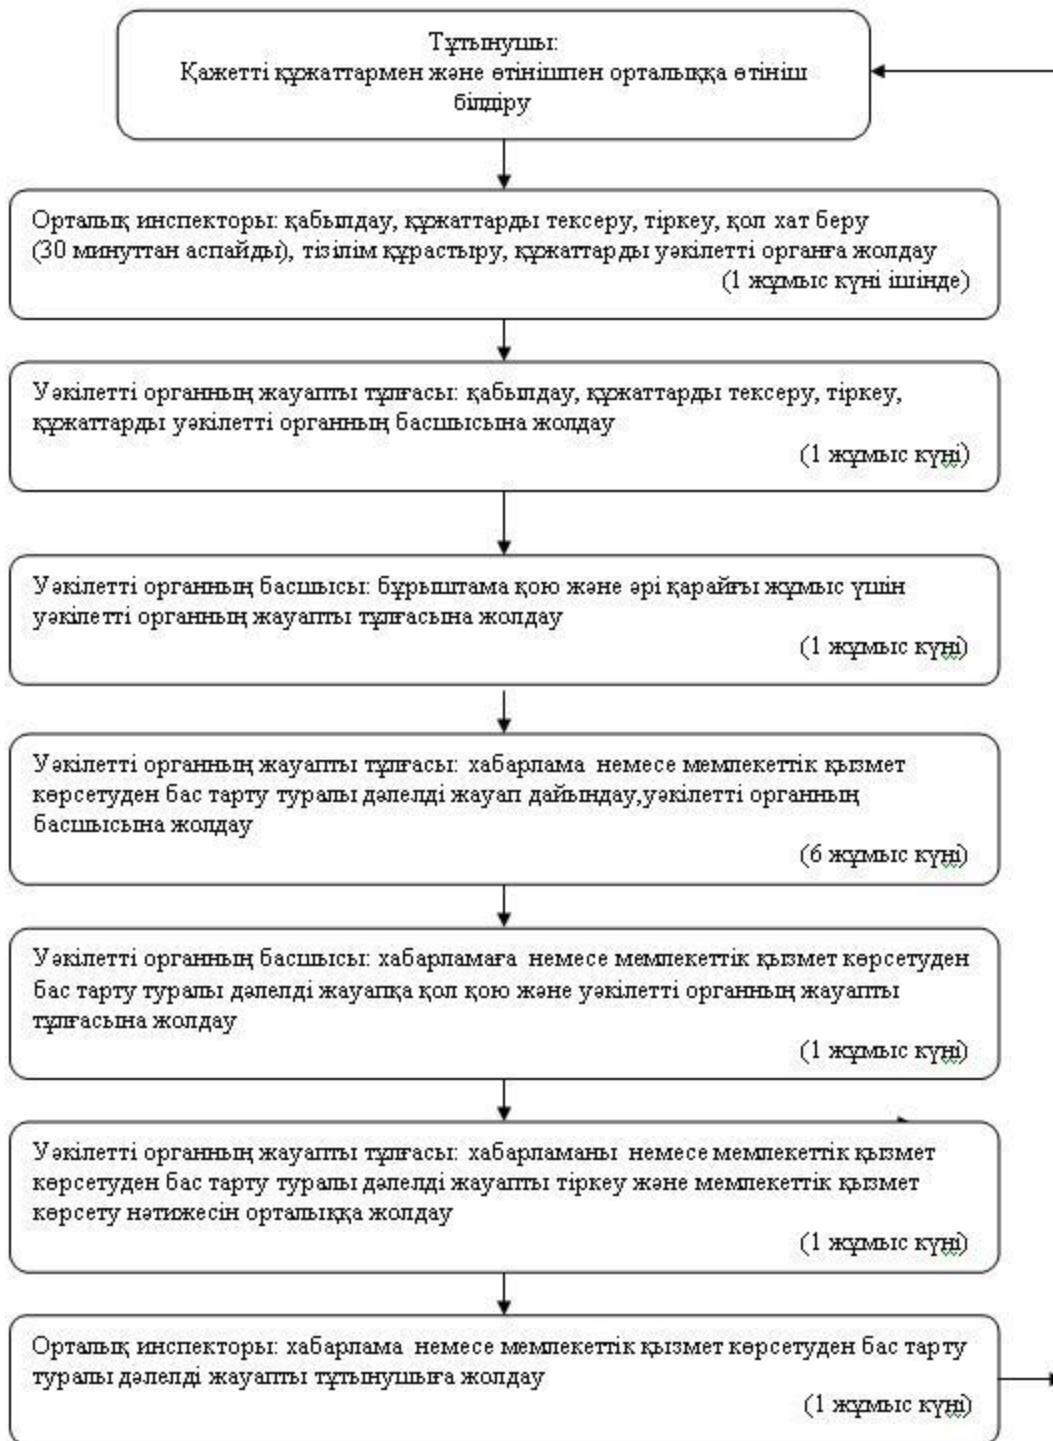 Тұтынушы:
Қажетті құжаттармен және өтінішпен орталыққа өтініш
білдіру
Орталық инспекторы: қабылдау, құжаттарды тексеру, тіркеу, қол хат беру
(30 минуттан аспайды), тізілім құрастыру, құжаттарды уәкілетті органға жолдау
(1 жұмыс күні ішінде)
Уәкілетті органның жауапты тұлғасы: қабылдау, құжаттарды тексеру, тіркеу,
құжаттарды уәкілетті органның басшысына жолдау
(1 жұмыс күні)
Уәкілетті органның басшысы: бұрыштама қою және әрі қарайғы жұмыс үшін
уәкілетті органның жауапты тұлғасына жолдау
(1 жұмыс күні)
Уәкілетті органның жауапты тұлғасы: хабарлама немесе мемлекеттік қызмет
көрсетуден бас тарту туралы дәлелді жауап дайындау,уәкілетті органның
басшысына жолдау
(6 жұмыс күні)
Уәкілетті органның басшысы: хабарламаға немесе мемлекеттік қызмет көрсетуден
бас тарту туралы дәлелді жауапқа қол қою және уәкілетті органның жауапты
тұлғасына жолдау
(1 жұмыс күні)
Уәкілетті органның жауапты тұлғасы: хабарламаны немесе мемлекеттік қызмет
көрсетуден бас тарту туралы дәлелді жауапты тіркеу және мемлекеттік қызмет
көрсету нәтижесін орталыққа жолдау
(1 жұмыс күні)
Орталық инспекторы: хабарлама немесе мемлекеттік қызмет көрсетуден бас тарту
туралы дәлелді жауапты тұтынушыға жолдау
(1 жұмыс күні)